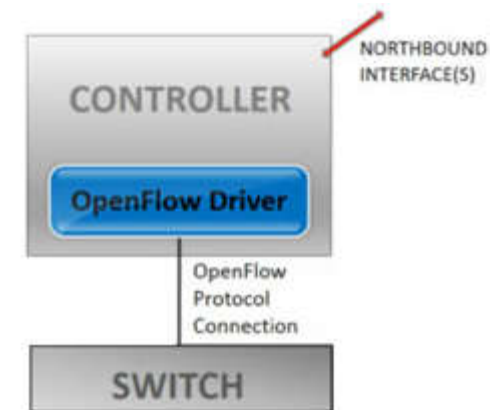 NORTHBOUND
INTERFACE(S)
CONTROLLER
OpenFlow Driver
OpenFlow
Protocol
Connection
SWITCH